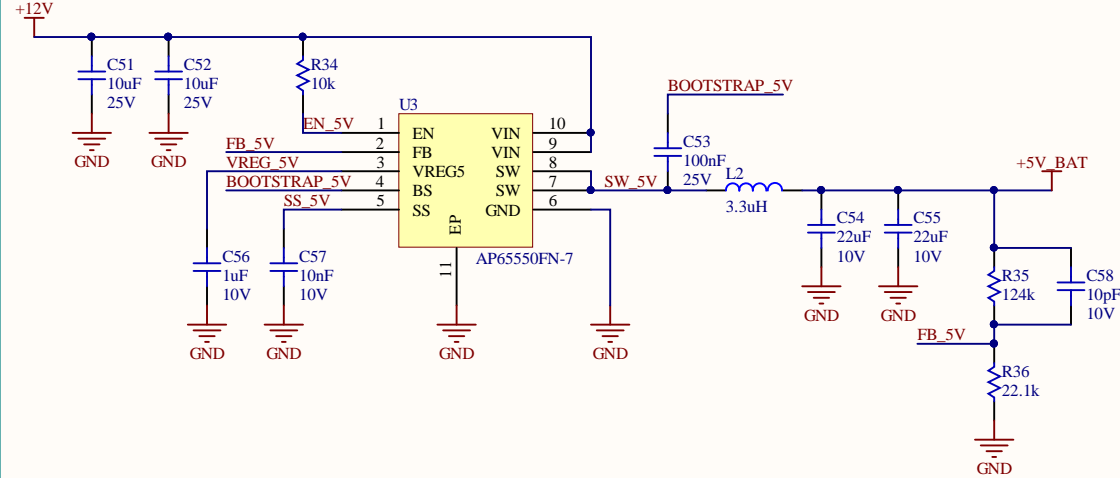 +12V
C51
10uF
25V
GND
C52
10uF
25V
GND
R34
10k
EN_5V
FB_5V
VREG_5V
BOOTSTRAP_5V
SS_5V
C56
1uF
10V
GND
C57
10nF
10V
GND
U3
1 EN
2 FB
3 VREG5
4 BS
5 SS
VIN 10
VIN 9
SW 8
SW 7
GND 6
EP
11
AP65550FN-7
GND
GND
SW_5V
BOOTSTRAP_5V
C53
100nF
25V
L2
3.3uH
C54
22uF
10V
GND
C55
22uF
10V
GND
+5V_BAT
R35
124k
C58
10pF
10V
FB_5V
R36
22.1k
GND